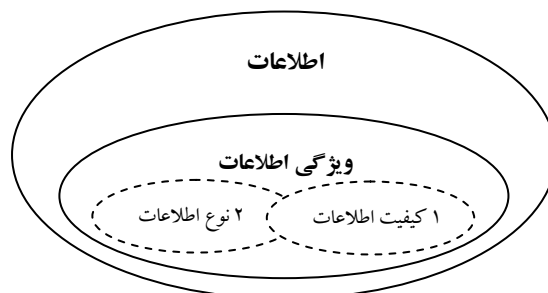 اطلاعات
ویژگی اطلاعات
۱ کیفیت اطلاعات
۲ نوع اطلاعات